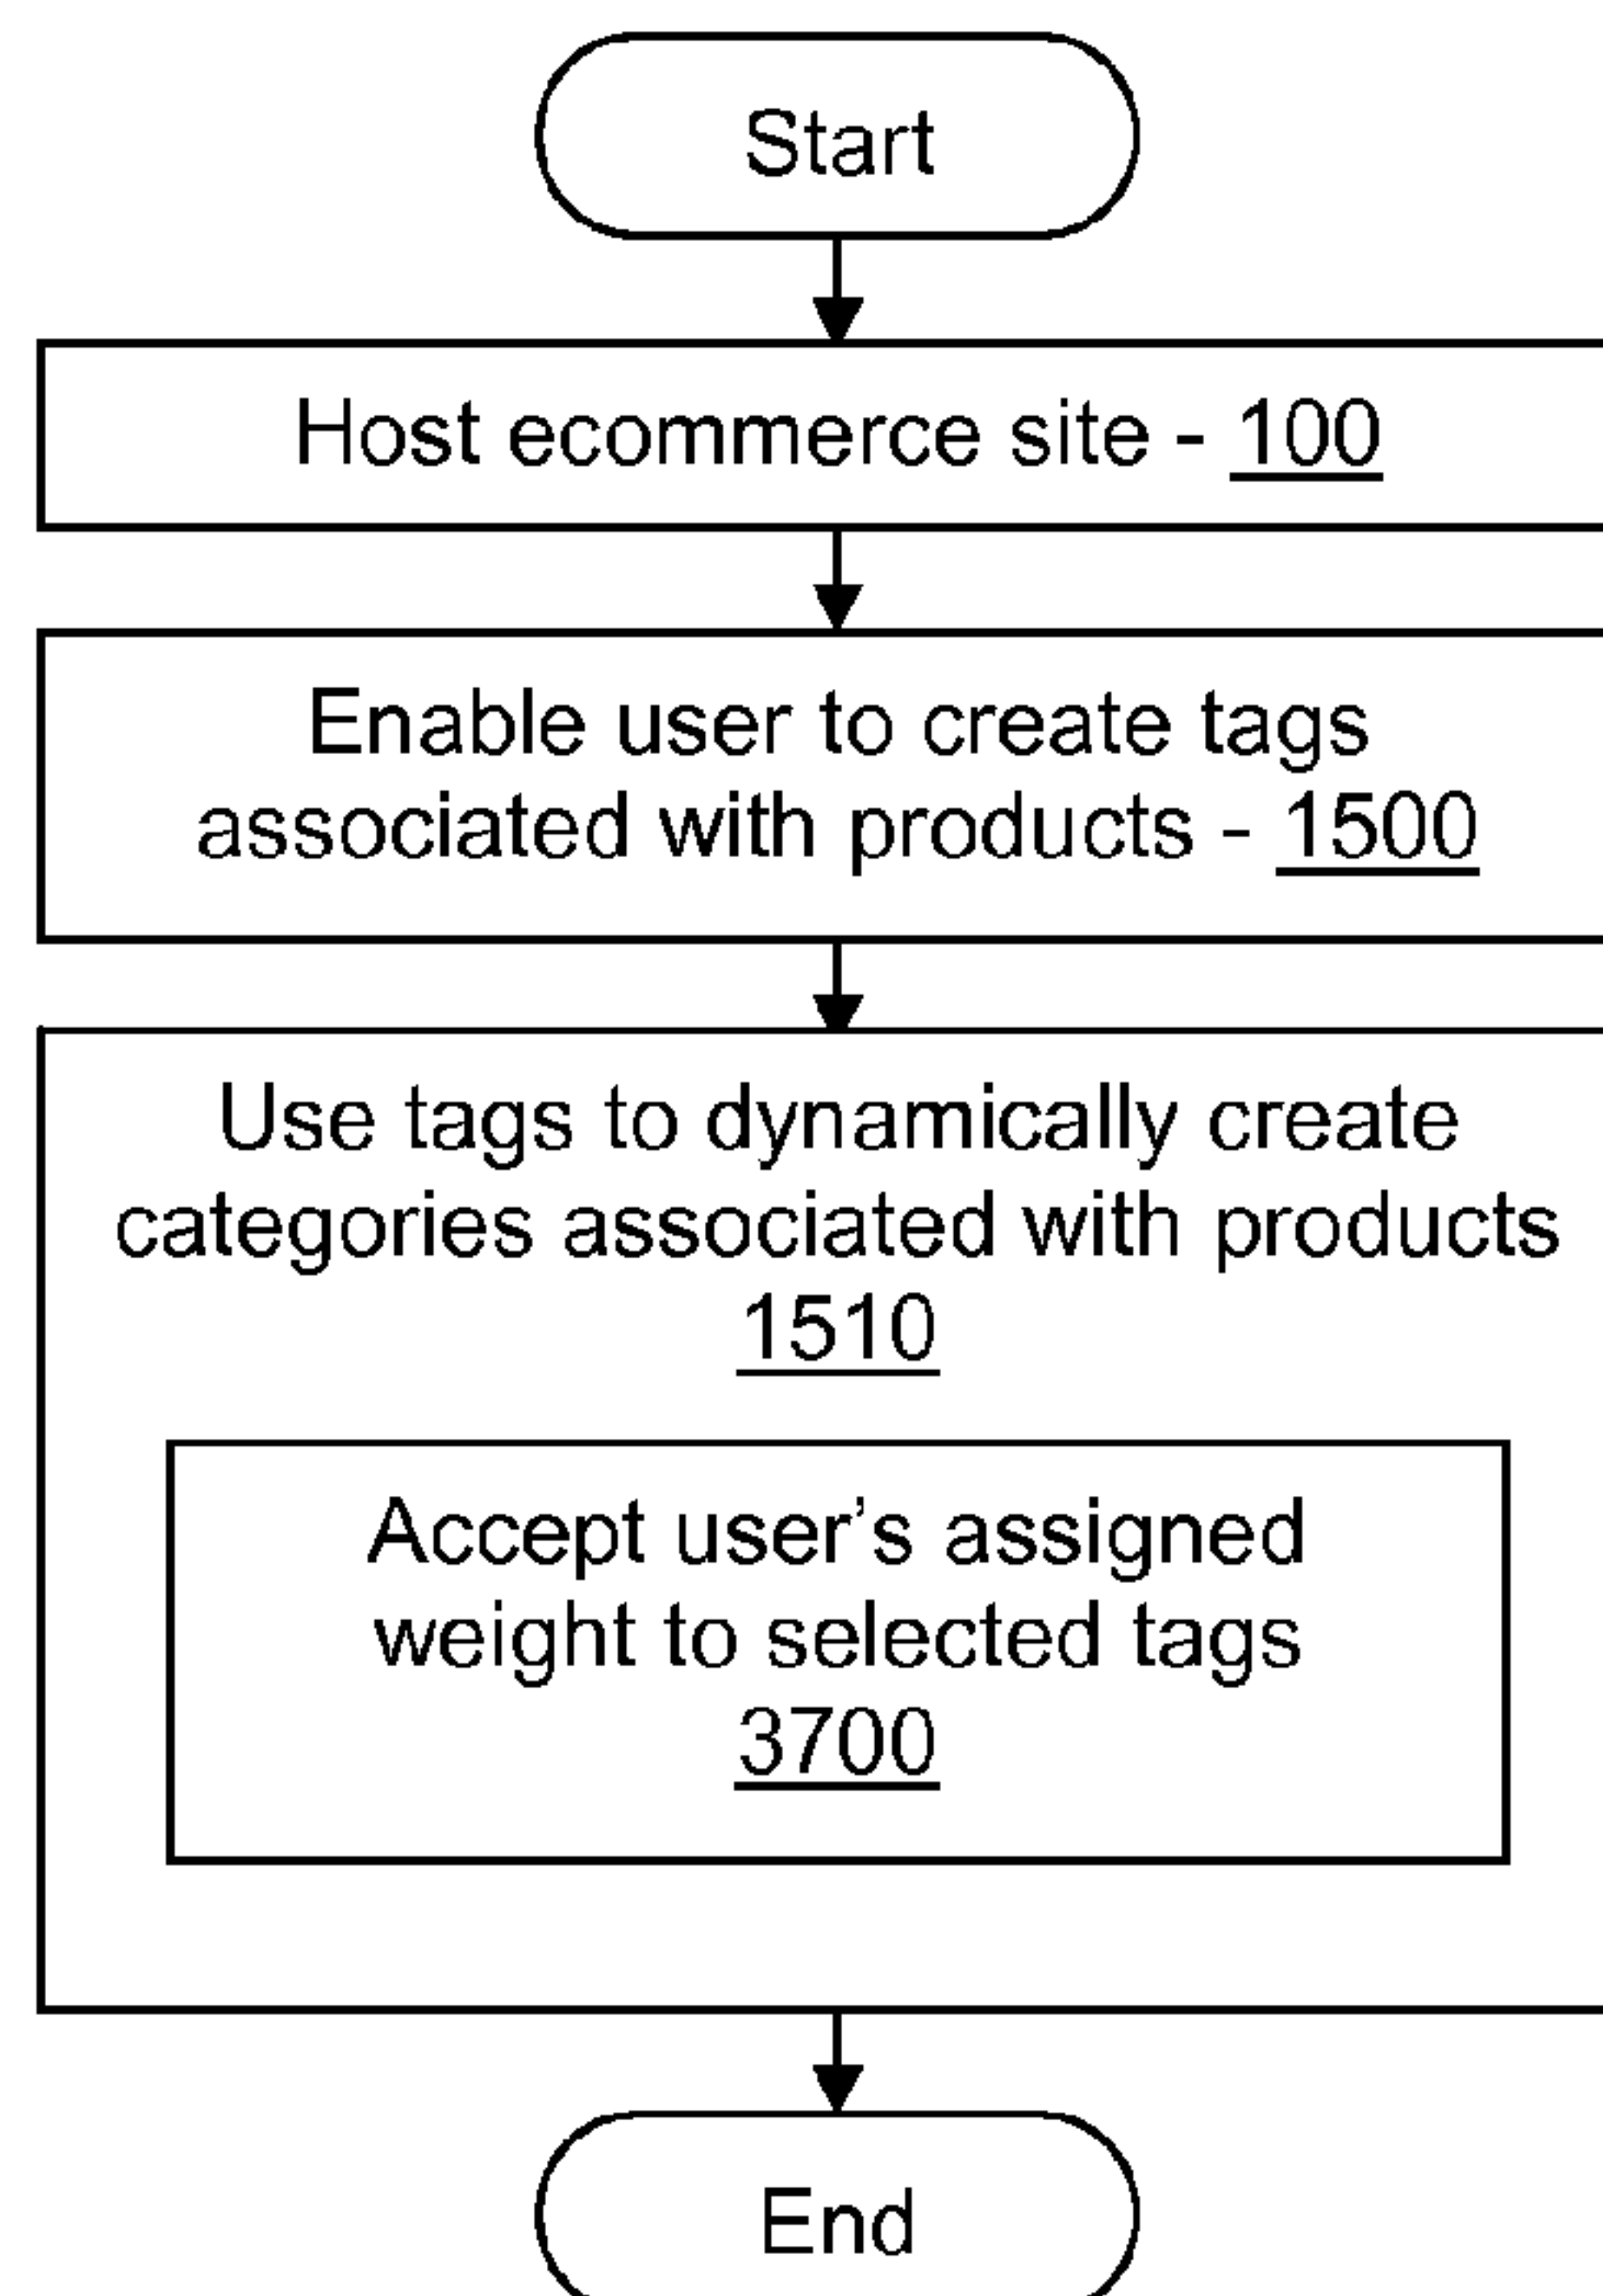 Start
Host ecommerce site - 100
Enable user to create tags
associated with products - 1500
Use tags to dynamically create
categories associated with products
1510
Accept user's assigned
weight to selected tags
3700
End